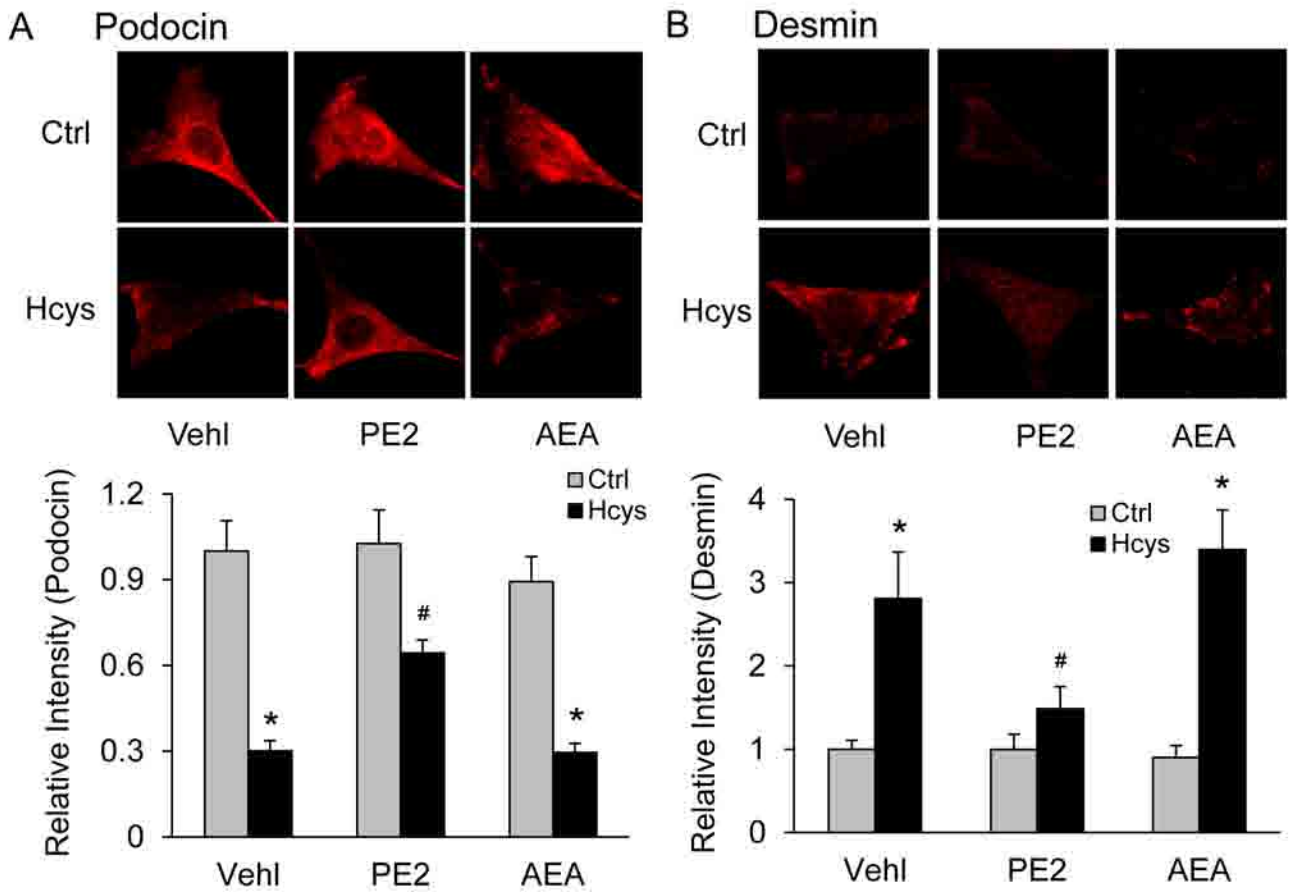 A Podocin
Ctrl
Hcys
Vehl PE2 AEA
Relative Intensity (Podocin)
1.2
0.9
0.6
0.3
0
Ctrl
Hcys
*
#
*
Vehl PE2 AEA
B Desmin
Ctrl
Hcys
Vehl PE2 AEA
Relative Intensity (Desmin)
4
3
2
1
0
Ctrl
Hcys
*
#
*
Vehl PE2 AEA